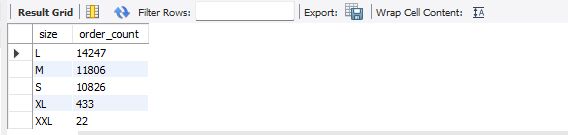 Result Grid Filter Rows: Export: Wrap Cell Content:
size order_count
L 14247
M 11806
S 10826
XL 433
XXL 22